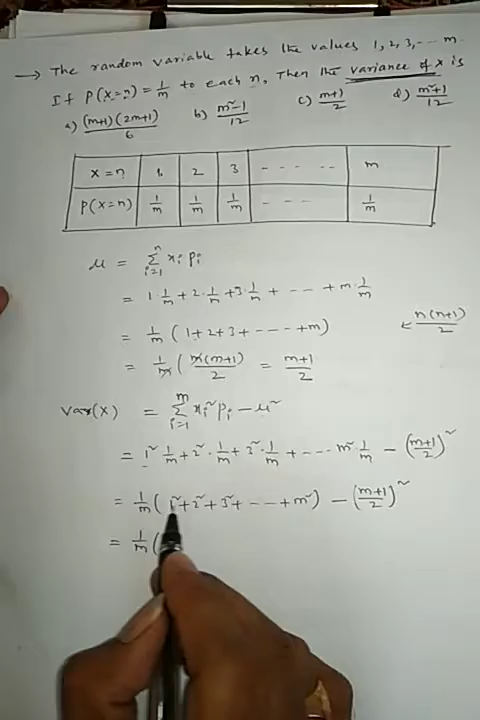 → The random variable takes the values 1, 2, 3, --- m.
If P(x=n) = 1/m to each n, Then the variance of x is
a) (m+1)(2m+1)/6 b) m²-1/12 c) m+1/2 d) m²+1/12
x=n 1 2 3 - - - - - m
P(x=n) 1/m 1/m 1/m - - - 1/m
μ = Σ_{i=1}^{n} xi pi
= 1·1/m + 2·1/m + 3·1/m + --- + m·1/m
= 1/m (1+2+3+----+m) ← n(n+1)/2
= 1/m (m(m+1)/2) = m+1/2
Var(x) = Σ_{i=1}^{m} xi² pi - μ²
= 1² 1/m + 2²·1/m + 3²·1/m + --- m²·1/m - (m+1/2)²
= 1/m (1²+2²+3²+---+m²) - (m+1/2)²
= 1/m (